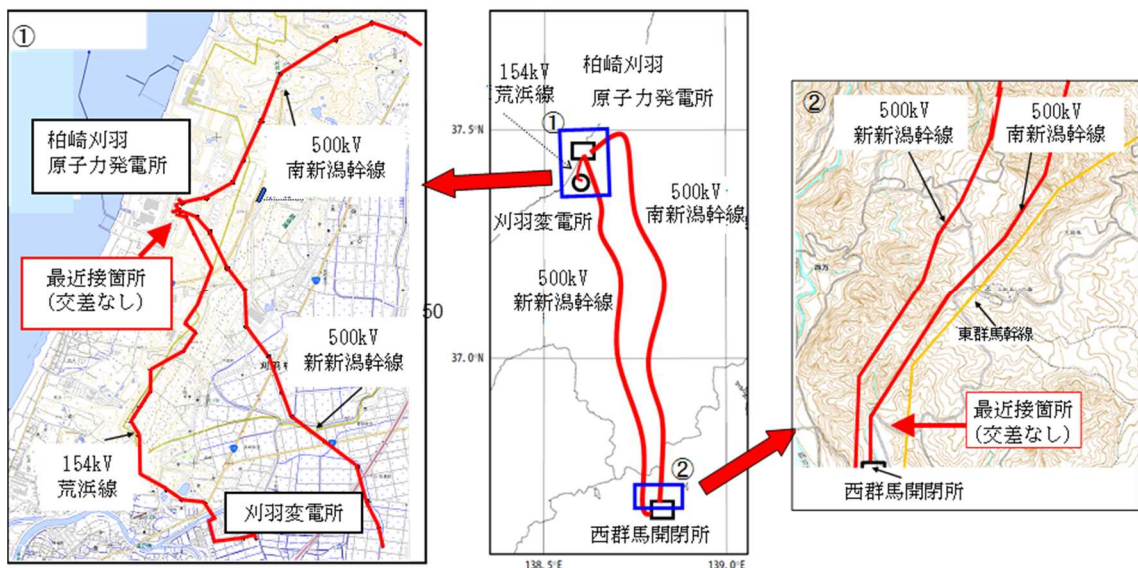 ①
柏崎刈羽
原子力発電所
500kV
南新潟幹線
最近接箇所
(交差なし)
500kV
新新潟幹線
154kV
荒浜線
刈羽変電所
50
柏崎刈羽
原子力発電所
154kV
荒浜線
①
37.5°N
刈羽変電所
500kV
南新潟幹線
500kV
新新潟幹線
37.0°N
②
西群馬開閉所
138.5°E
139.0°E
②
500kV
新新潟幹線
500kV
南新潟幹線
四万
東群馬幹線
最近接箇所
(交差なし)
西群馬開閉所